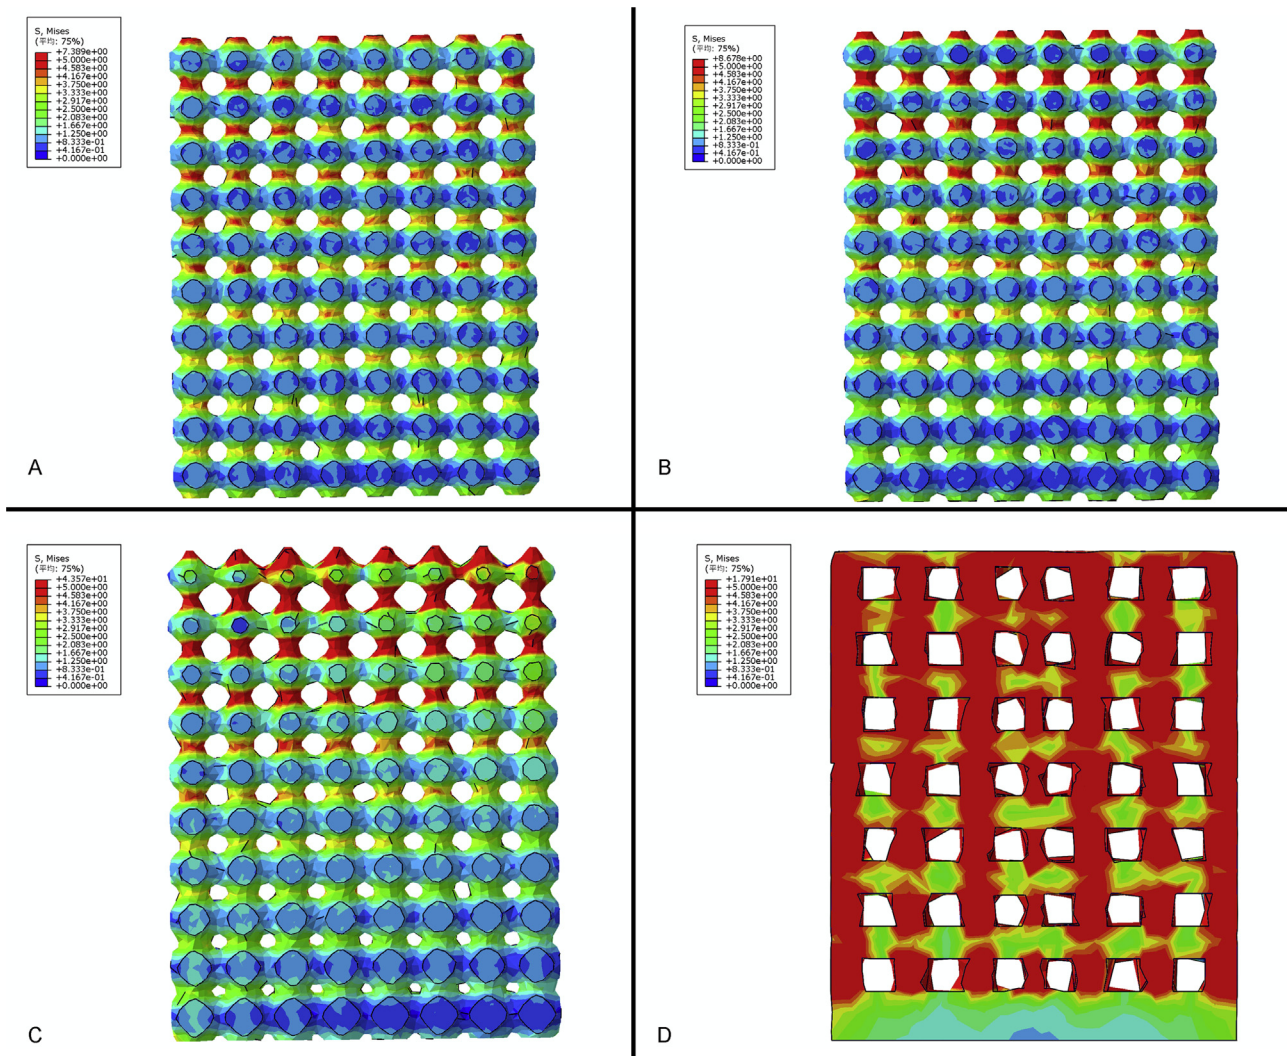 S, Mises
(平均: 75%)
+7.389e+00
+5.000e+00
+4.583e+00
+4.167e+00
+3.750e+00
+3.333e+00
+2.917e+00
+2.500e+00
+2.083e+00
+1.667e+00
+1.250e+00
+8.333e-01
+4.167e-01
+0.000e+00
A
S, Mises
(平均: 75%)
+8.678e+00
+5.000e+00
+4.583e+00
+4.167e+00
+3.750e+00
+3.333e+00
+2.917e+00
+2.500e+00
+2.083e+00
+1.667e+00
+1.250e+00
+8.333e-01
+4.167e-01
+0.000e+00
B
S, Mises
(平均: 75%)
+4.357e+01
+5.000e+00
+4.583e+00
+4.167e+00
+3.750e+00
+3.333e+00
+2.917e+00
+2.500e+00
+2.083e+00
+1.667e+00
+1.250e+00
+8.333e-01
+4.167e-01
+0.000e+00
C
S, Mises
(平均: 75%)
+1.791e+01
+5.000e+00
+4.583e+00
+4.167e+00
+3.750e+00
+3.333e+00
+2.917e+00
+2.500e+00
+2.083e+00
+1.667e+00
+1.250e+00
+8.333e-01
+4.167e-01
+0.000e+00
D